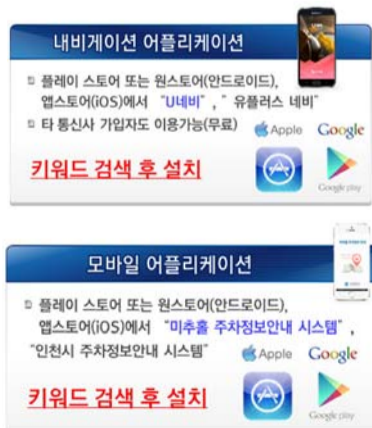 내비게이션 어플리케이션
플레이 스토어 또는 원스토어(안드로이드),
앱스토어(iOS)에서 “U네비”, “ 유플러스 네비”
타 통신사 가입자도 이용가능(무료)
Apple Google
키워드 검색 후 설치
Google play
모바일 어플리케이션
플레이 스토어 또는 원스토어(안드로이드),
앱스토어(iOS)에서 “미추홀 주차정보안내 시스템” ,
“인천시 주차정보안내 시스템”
Apple Google
키워드 검색 후 설치
Google play